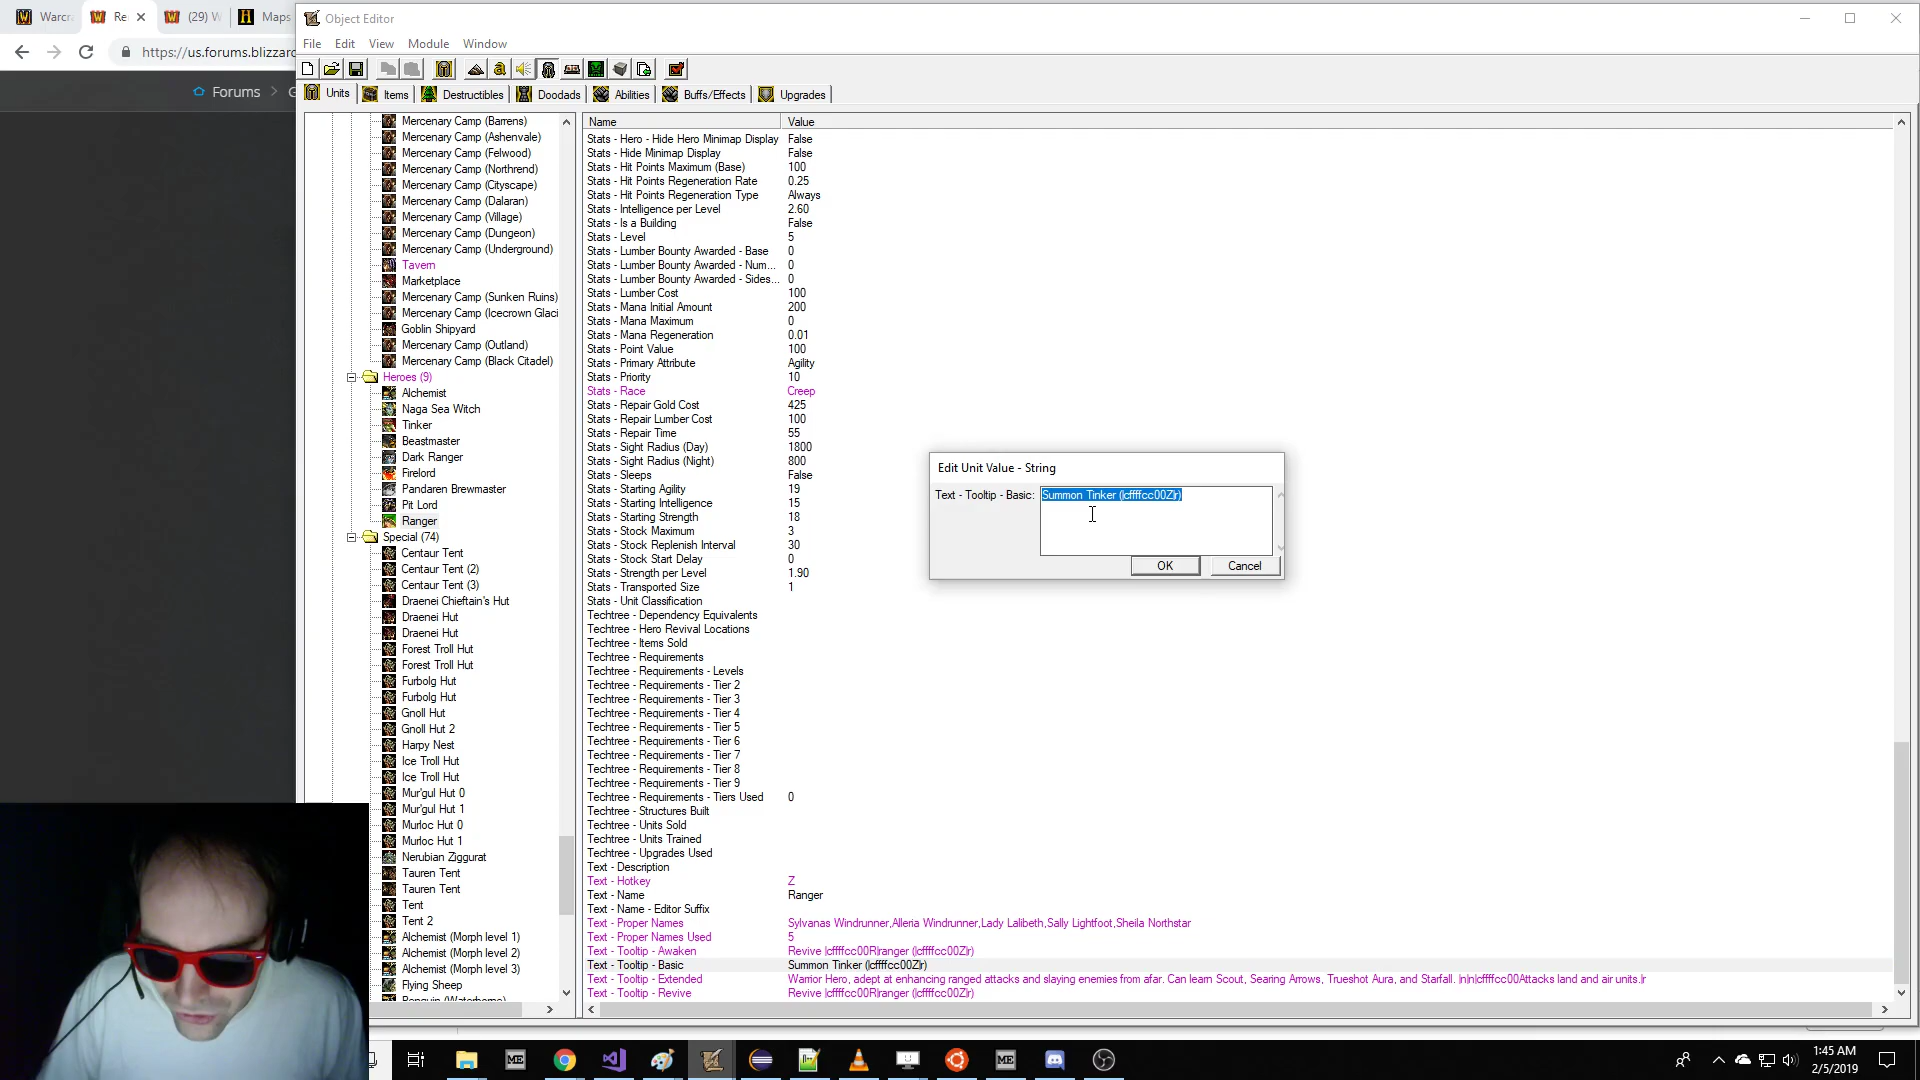 Warcr
Re
(29) W
Maps
https://us.forums.blizzard
Forums
Object Editor
File Edit View Module Window
Units Items Destructibles Doodads Abilities Buffs/Effects Upgrades
Mercenary Camp (Barrens)
Mercenary Camp (Ashenvale)
Mercenary Camp (Felwood)
Mercenary Camp (Northrend)
Mercenary Camp (Cityscape)
Mercenary Camp (Dalaran)
Mercenary Camp (Village)
Mercenary Camp (Dungeon)
Mercenary Camp (Underground)
Tavern
Marketplace
Mercenary Camp (Sunken Ruins)
Mercenary Camp (Icecrown Glaci
Goblin Shipyard
Mercenary Camp (Outland)
Mercenary Camp (Black Citadel)
Heroes (9)
Alchemist
Naga Sea Witch
Tinker
Beastmaster
Dark Ranger
Firelord
Pandaren Brewmaster
Pit Lord
Ranger
Special (74)
Centaur Tent
Centaur Tent (2)
Centaur Tent (3)
Draenei Chieftain's Hut
Draenei Hut
Draenei Hut
Forest Troll Hut
Forest Troll Hut
Furbolg Hut
Furbolg Hut
Gnoll Hut
Gnoll Hut 2
Harpy Nest
Ice Troll Hut
Ice Troll Hut
Mur'gul Hut 0
Mur'gul Hut 1
Murloc Hut 0
Murloc Hut 1
Nerubian Ziggurat
Tauren Tent
Tauren Tent
Tent
Tent 2
Alchemist (Morph level 1)
Alchemist (Morph level 2)
Alchemist (Morph level 3)
Flying Sheep
Penguin (Waterborne)
Name Value
Stats - Hero - Hide Hero Minimap Display False
Stats - Hide Minimap Display False
Stats - Hit Points Maximum (Base) 100
Stats - Hit Points Regeneration Rate 0.25
Stats - Hit Points Regeneration Type Always
Stats - Intelligence per Level 2.60
Stats - Is a Building False
Stats - Level 5
Stats - Lumber Bounty Awarded - Base 0
Stats - Lumber Bounty Awarded - Num... 0
Stats - Lumber Bounty Awarded - Sides... 0
Stats - Lumber Cost 100
Stats - Mana Initial Amount 200
Stats - Mana Maximum 0
Stats - Mana Regeneration 0.01
Stats - Point Value 100
Stats - Primary Attribute Agility
Stats - Priority 10
Stats - Race Creep
Stats - Repair Gold Cost 425
Stats - Repair Lumber Cost 100
Stats - Repair Time 55
Stats - Sight Radius (Day) 1800
Stats - Sight Radius (Night) 800
Stats - Sleeps False
Stats - Starting Agility 19
Stats - Starting Intelligence 15
Stats - Starting Strength 18
Stats - Stock Maximum 3
Stats - Stock Replenish Interval 30
Stats - Stock Start Delay 0
Stats - Strength per Level 1.90
Stats - Transported Size 1
Stats - Unit Classification
Techtree - Dependency Equivalents
Techtree - Hero Revival Locations
Techtree - Items Sold
Techtree - Requirements
Techtree - Requirements - Levels
Techtree - Requirements - Tier 2
Techtree - Requirements - Tier 3
Techtree - Requirements - Tier 4
Techtree - Requirements - Tier 5
Techtree - Requirements - Tier 6
Techtree - Requirements - Tier 7
Techtree - Requirements - Tier 8
Techtree - Requirements - Tier 9
Techtree - Requirements - Tiers Used 0
Techtree - Structures Built
Techtree - Units Sold
Techtree - Units Trained
Techtree - Upgrades Used
Text - Description
Text - Hotkey Z
Text - Name Ranger
Text - Name - Editor Suffix
Text - Proper Names Sylvanas Windrunner,Alleria Windrunner,Lady Lalibeth,Sally Lightfoot,Sheila Northstar
Text - Proper Names Used 5
Text - Tooltip - Awaken Revive |cffffcc00R|ranger (|cffffcc00Z|r)
Text - Tooltip - Basic Summon Tinker (|cffffcc00Z|r)
Text - Tooltip - Extended Warrior Hero, adept at enhancing ranged attacks and slaying enemies from afar. Can learn Scout, Searing Arrows, Trueshot Aura, and Starfall. |n|n|cffffcc00Attacks land and air units.|r
Text - Tooltip - Revive Revive |cffffcc00R|ranger (|cffffcc00Z|r)
Edit Unit Value - String
Text - Tooltip - Basic: Summon Tinker (|cffffcc00Z|r)
OK Cancel
1:45 AM
2/5/2019